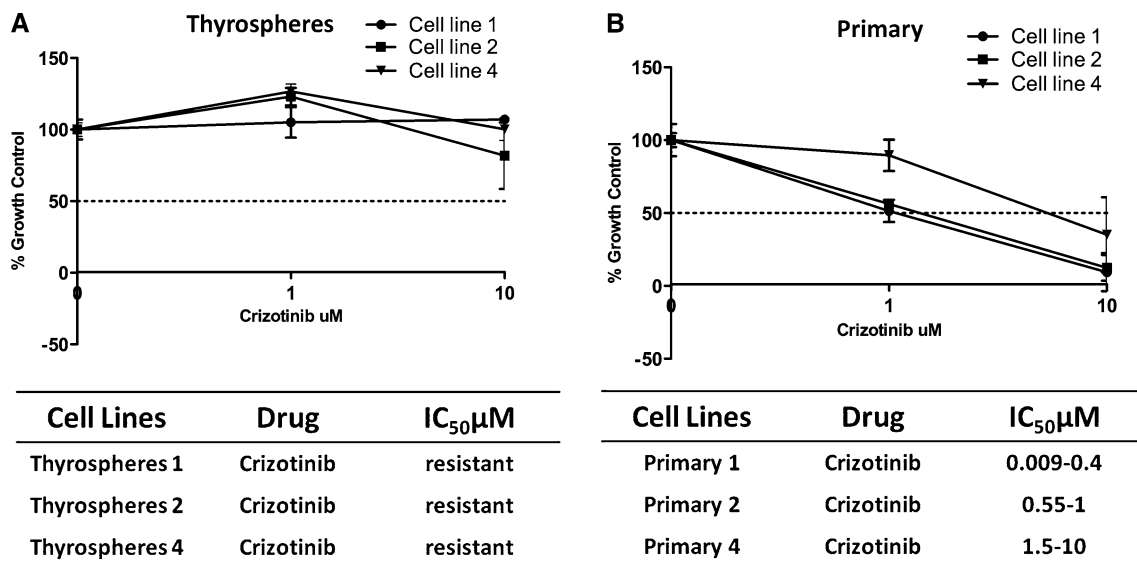 A
Thyrospheres
Cell line 1
Cell line 2
Cell line 4
150
100
50
0
-50
% Growth Control
0
1
10
Crizotinib uM
Cell Lines Drug IC50µM
Thyrospheres 1 Crizotinib resistant
Thyrospheres 2 Crizotinib resistant
Thyrospheres 4 Crizotinib resistant
B
Primary
Cell line 1
Cell line 2
Cell line 4
150
100
50
0
-50
% Growth Control
0
1
10
Crizotinib uM
Cell Lines Drug IC50µM
Primary 1 Crizotinib 0.009-0.4
Primary 2 Crizotinib 0.55-1
Primary 4 Crizotinib 1.5-10